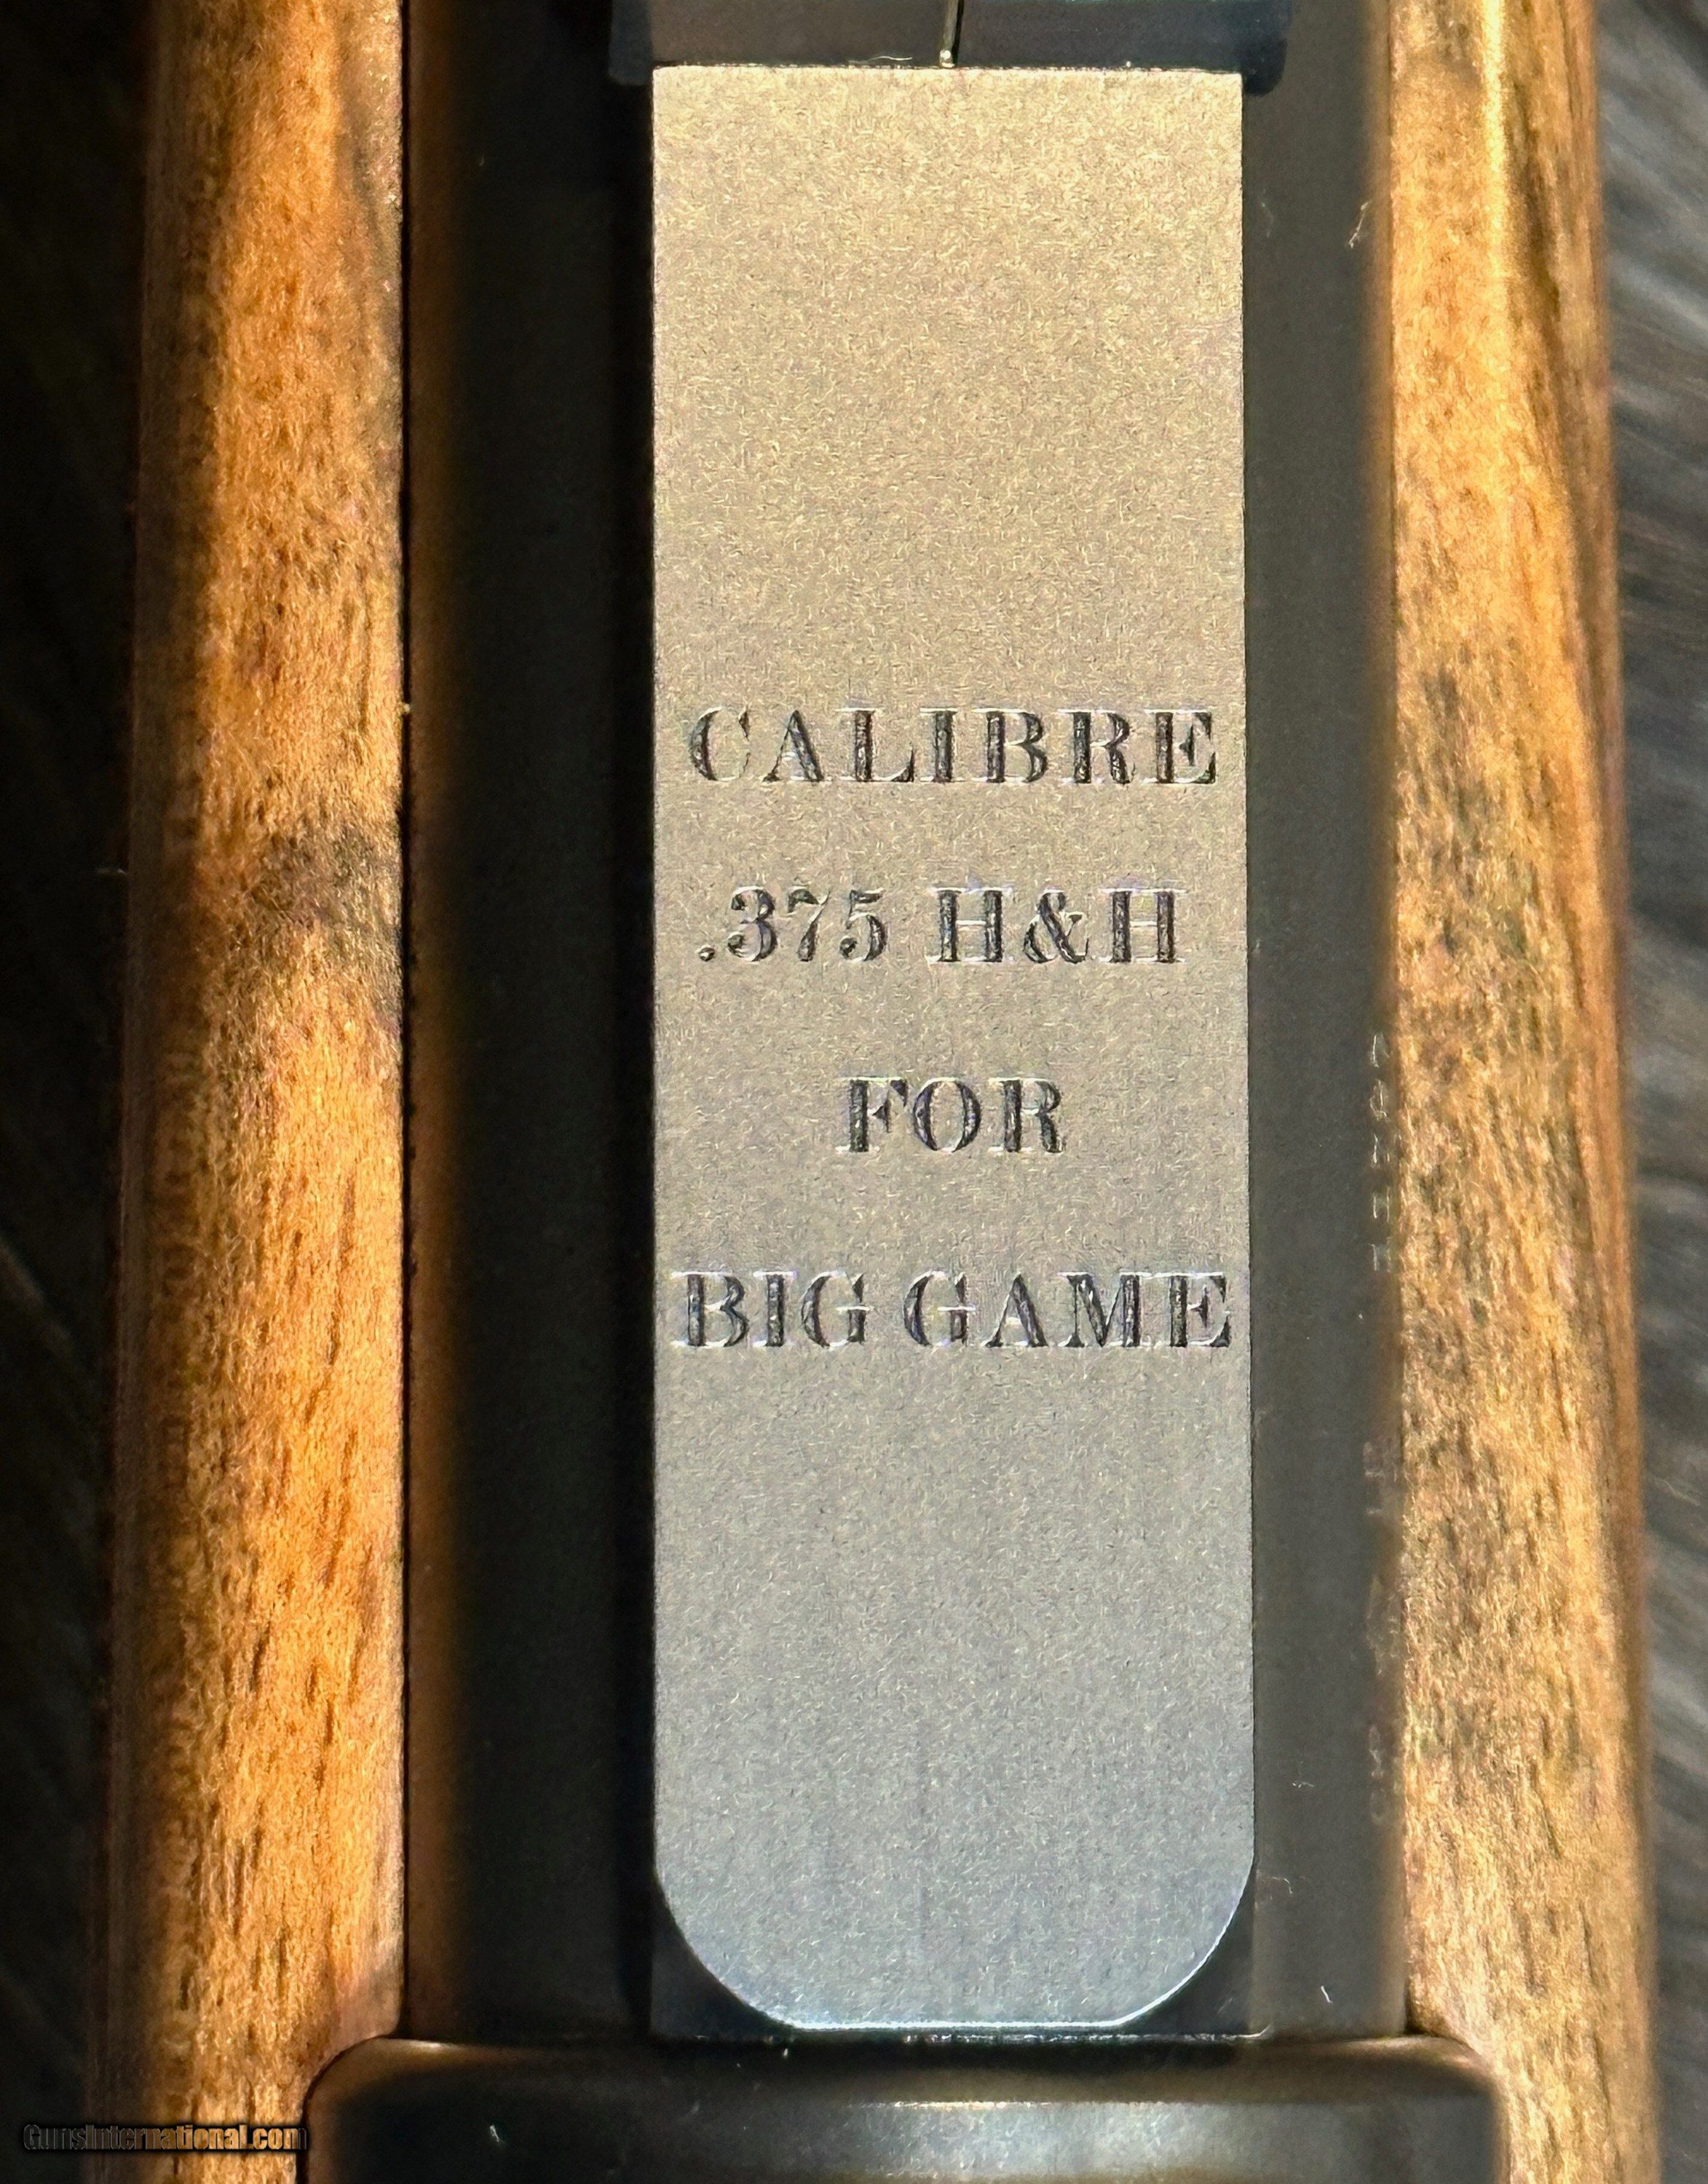 CALIBRE
.375 H&H
FOR
BIG GAME
GunsInternational.com